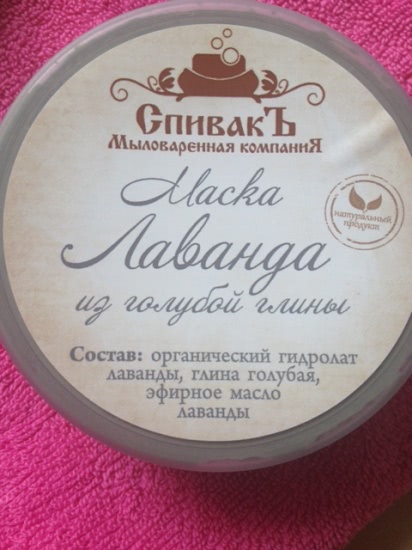 СпивакЪ
Мыловаренная компаниЯ
Маска
Лаванда
из голубой глины
натуральный
продукт
Состав: органический гидролат
лаванды, глина голубая,
эфирное масло
лаванды